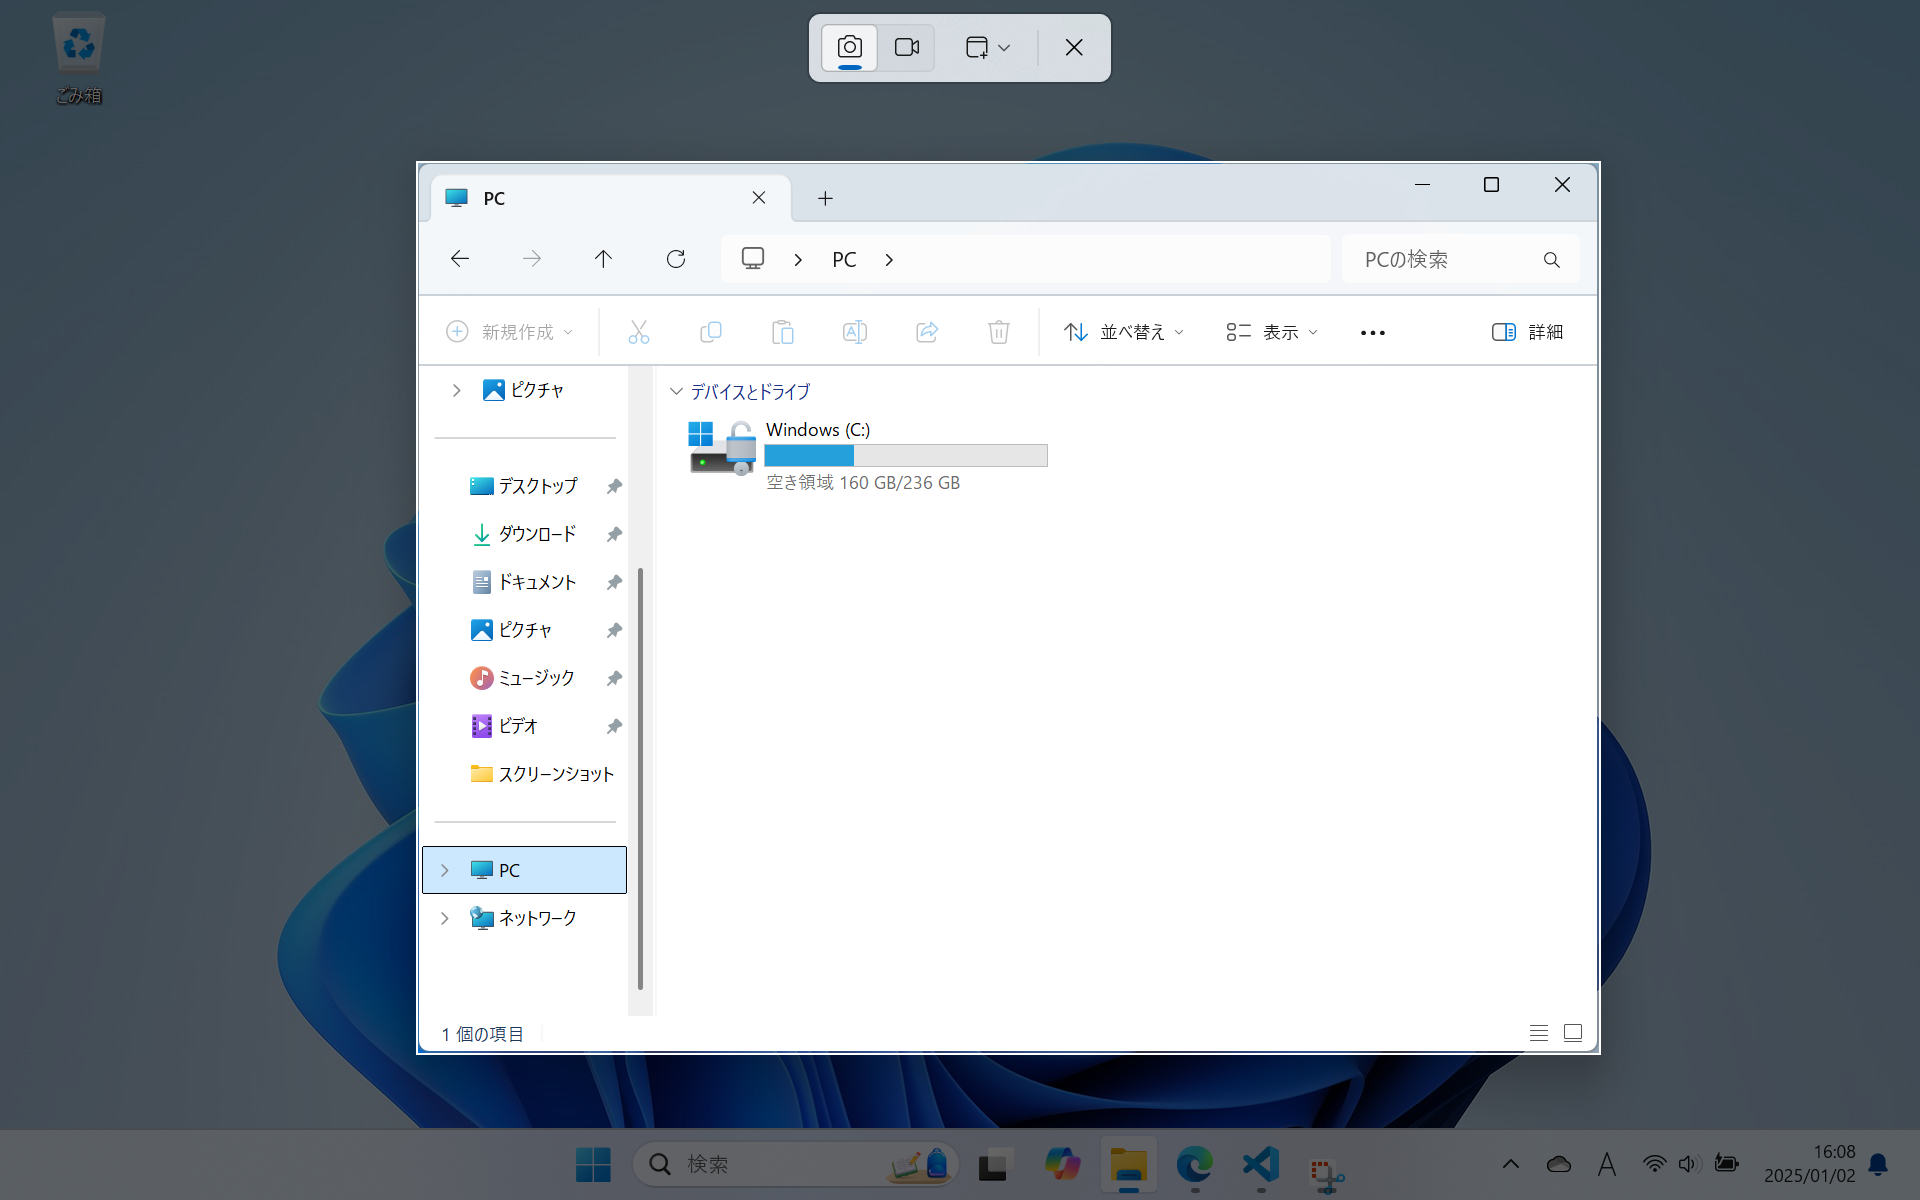 ごみ箱
PC
PC
PCの検索
新規作成
並べ替え
表示
詳細
ピクチャ
デスクトップ
ダウンロード
ドキュメント
ピクチャ
ミュージック
ビデオ
スクリーンショット
PC
ネットワーク
デバイスとドライブ
Windows (C:)
空き領域 160 GB/236 GB
1 個の項目
検索
A
16:08
2025/01/02